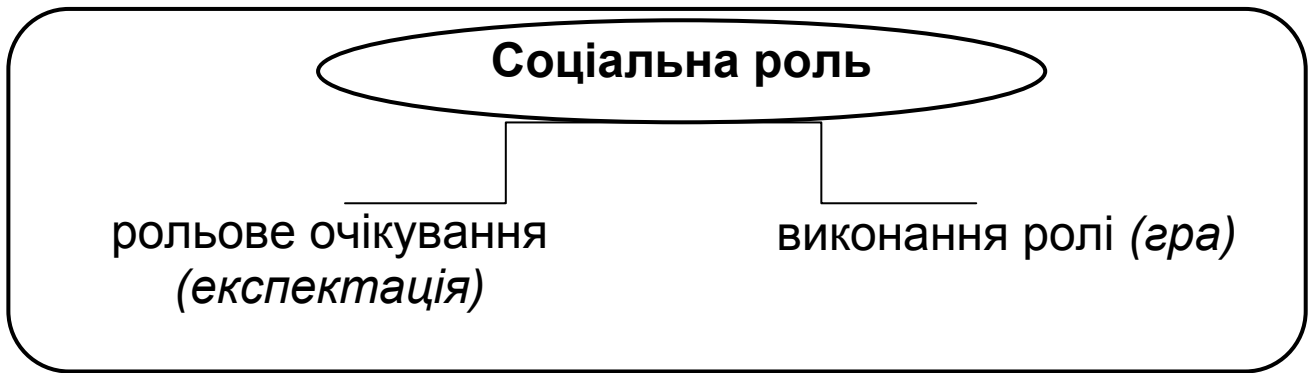 Соціальна роль
рольове очікування
(експектація)
виконання ролі (гра)